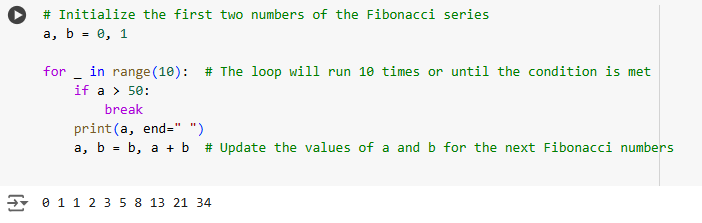 # Initialize the first two numbers of the Fibonacci series
a, b = 0, 1
for _ in range(10):  # The loop will run 10 times or until the condition is met
    if a > 50:
        break
    print(a, end=" ")
    a, b = b, a + b  # Update the values of a and b for the next Fibonacci numbers
0 1 1 2 3 5 8 13 21 34